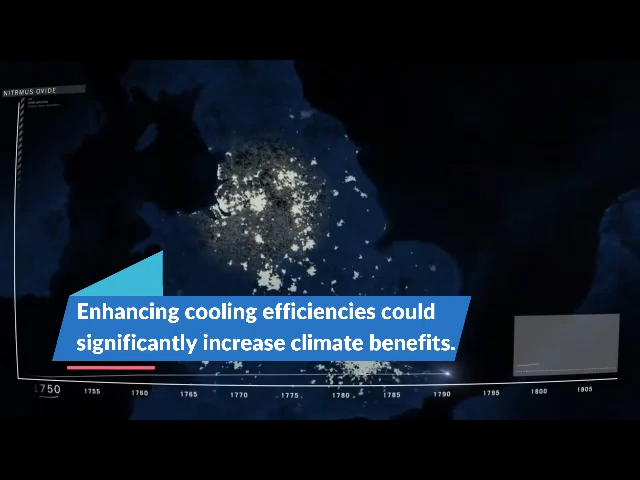 NITRMUS OVIDE
Enhancing cooling efficiencies could
significantly increase climate benefits.
1750 1755 1760 1765 1770 1775 1780 1785 1790 1795 1800 1805